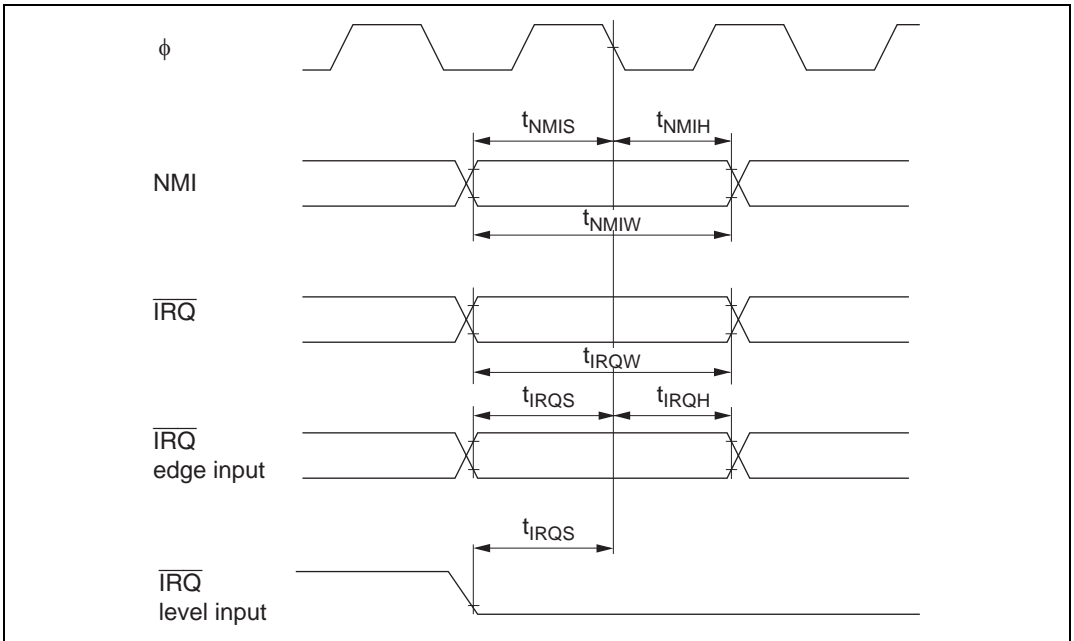 ϕ
tNMIS tNMIH
NMI
tNMIW
IRQ
tIRQW
tIRQS tIRQH
IRQ
edge input
tIRQS
IRQ
level input